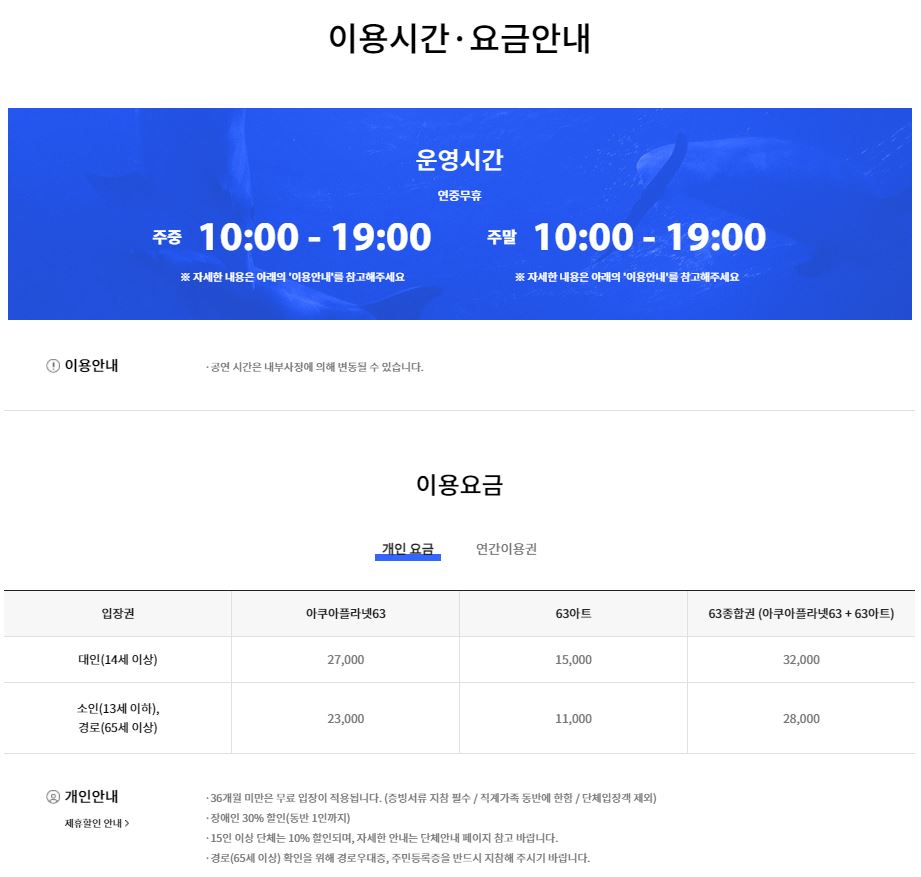 이용시간 · 요금안내
운영시간
연중무휴
주중 10:00 - 19:00 주말 10:00 - 19:00
※ 자세한 내용은 아래의 '이용안내'를 참고해주세요 ※ 자세한 내용은 아래의 '이용안내'를 참고해주세요
이용안내 · 공연 시간은 내부사정에 의해 변동될 수 있습니다.
이용요금
개인 요금 연간이용권
입장권 아쿠아플라넷63 63아트 63종합권 (아쿠아플라넷63 + 63아트)
대인(14세 이상) 27,000 15,000 32,000
소인(13세 이하),
경로(65세 이상) 23,000 11,000 28,000
개인안내 · 36개월 미만은 무료 입장이 적용됩니다. (증빙서류 지참 필수 / 직계가족 동반에 한함 / 단체입장객 제외)
제휴할인 안내 > · 장애인 30% 할인(동반 1인까지)
· 15인 이상 단체는 10% 할인되며, 자세한 안내는 단체안내 페이지 참고 바랍니다.
· 경로(65세 이상) 확인을 위해 경로우대증, 주민등록증을 반드시 지참해 주시기 바랍니다.